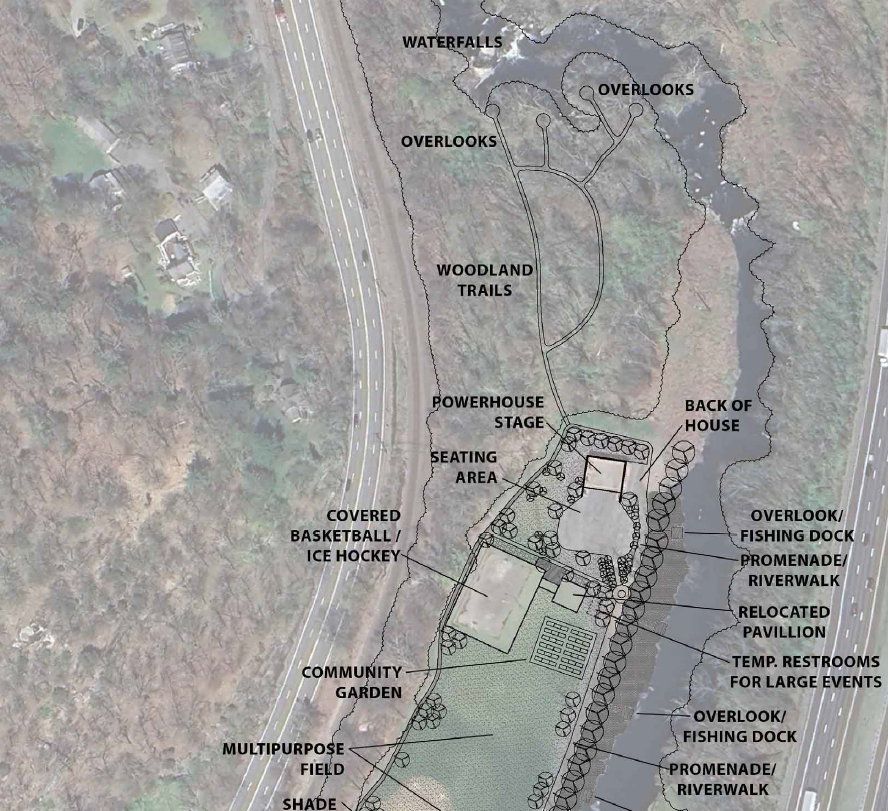 WATERFALLS
OVERLOOKS
OVERLOOKS
WOODLAND
TRAILS
POWERHOUSE
STAGE
BACK OF
HOUSE
SEATING
AREA
COVERED
BASKETBALL /
ICE HOCKEY
OVERLOOK/
FISHING DOCK
PROMENADE/
RIVERWALK
RELOCATED
PAVILLION
TEMP. RESTROOMS
FOR LARGE EVENTS
COMMUNITY
GARDEN
OVERLOOK/
FISHING DOCK
MULTIPURPOSE
FIELD
PROMENADE/
RIVERWALK
SHADE